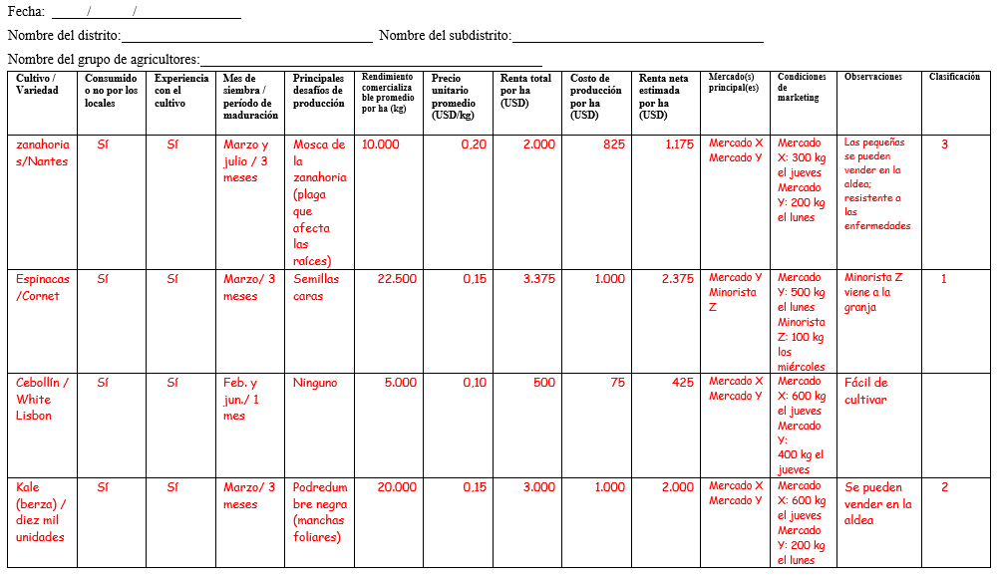 Fecha: _____/______/_______________
Nombre del distrito:___________________________________ Nombre del subdistrito:___________________________________
Nombre del grupo de agricultores:________________________________________________
Cultivo /
Variedad
Consumido
o no por los
locales
Experiencia
con el
cultivo
Mes de
siembra /
período de
maduración
Principales
desafíos de
producción
Rendimiento
comercializa
ble promedio
por ha (kg)
Precio
unitario
promedio
(USD/kg)
Renta total
por ha
(USD)
Costo de
producción
por ha
(USD)
Renta neta
estimada
por ha
(USD)
Mercado(s)
principal(es)
Condiciones
de
marketing
Observaciones
Clasificación
zanahoria
s/Nantes
Sí
Sí
Marzo y
julio / 3
meses
Mosca de
la
zanahoria
(plaga
que
afecta
las
raíces)
10.000
0,20
2.000
825
1.175
Mercado X
Mercado Y
Mercado
X: 300 kg
el jueves
Mercado
Y: 200 kg
el lunes
Las pequeñas
se pueden
vender en la
aldea;
resistente a
las
enfermedades
3
Espinacas
/Cornet
Sí
Sí
Marzo/ 3
meses
Semillas
caras
22.500
0,15
3.375
1.000
2.375
Mercado Y
Minorista
Z
Mercado
Y: 500 kg
el lunes
Minorista
Z: 100 kg
los
miércoles
Minorista Z
viene a la
granja
1
Cebollín /
White
Lisbon
Sí
Sí
Feb. y
jun./ 1
mes
Ninguno
5.000
0,10
500
75
425
Mercado X
Mercado Y
Mercado
X: 600 kg
el jueves
Mercado
Y:
400 kg el
jueves
Fácil de
cultivar
Kale
(berza) /
diez mil
unidades
Sí
Sí
Marzo/ 3
meses
Podredum
bre negra
(manchas
foliares)
20.000
0,15
3.000
1.000
2.000
Mercado X
Mercado Y
Mercado
X: 600 kg
el jueves
Mercado
Y: 200 kg
el lunes
Se pueden
vender en la
aldea
2